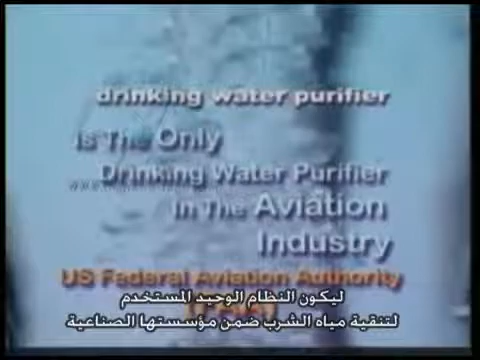 drinking water purifier
Is The Only
Drinking Water Purifier
In The Aviation
Industry
US Federal Aviation Authority
ليكون النظام الوحيد المستخدم
لتنقية مياه الشرب ضمن مؤسستها الصناعية